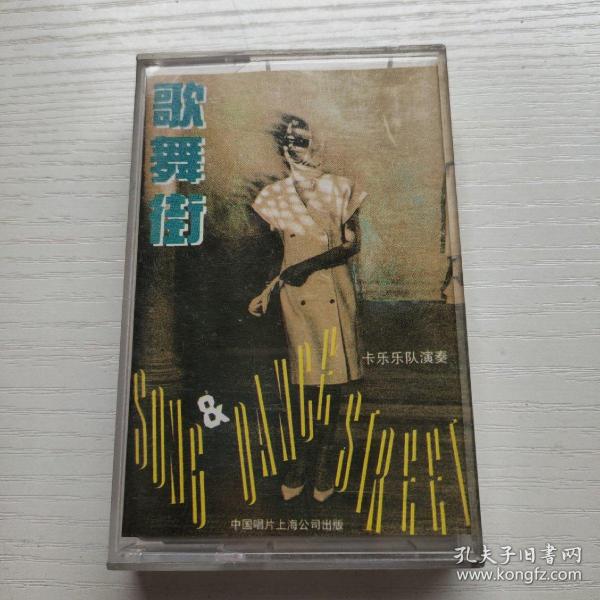 歌舞街
卡乐乐队演奏
SONG & DANCE STREET
中国唱片上海公司出版
孔夫子旧书网
www.kongfz.com